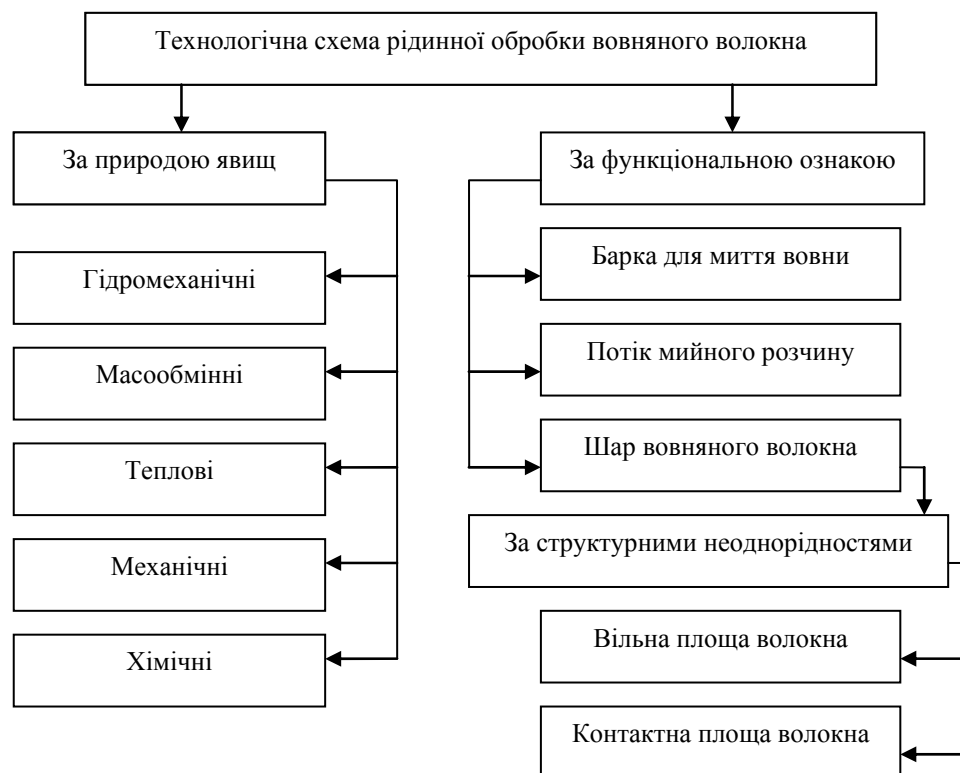 Технологічна схема рідинної обробки вовняного волокна
За природою явищ
Гідромеханічні
Масообмінні
Теплові
Механічні
Хімічні
За функціональною ознакою
Барка для миття вовни
Потік мийного розчину
Шар вовняного волокна
За структурними неоднорідностями
Вільна площа волокна
Контактна площа волокна